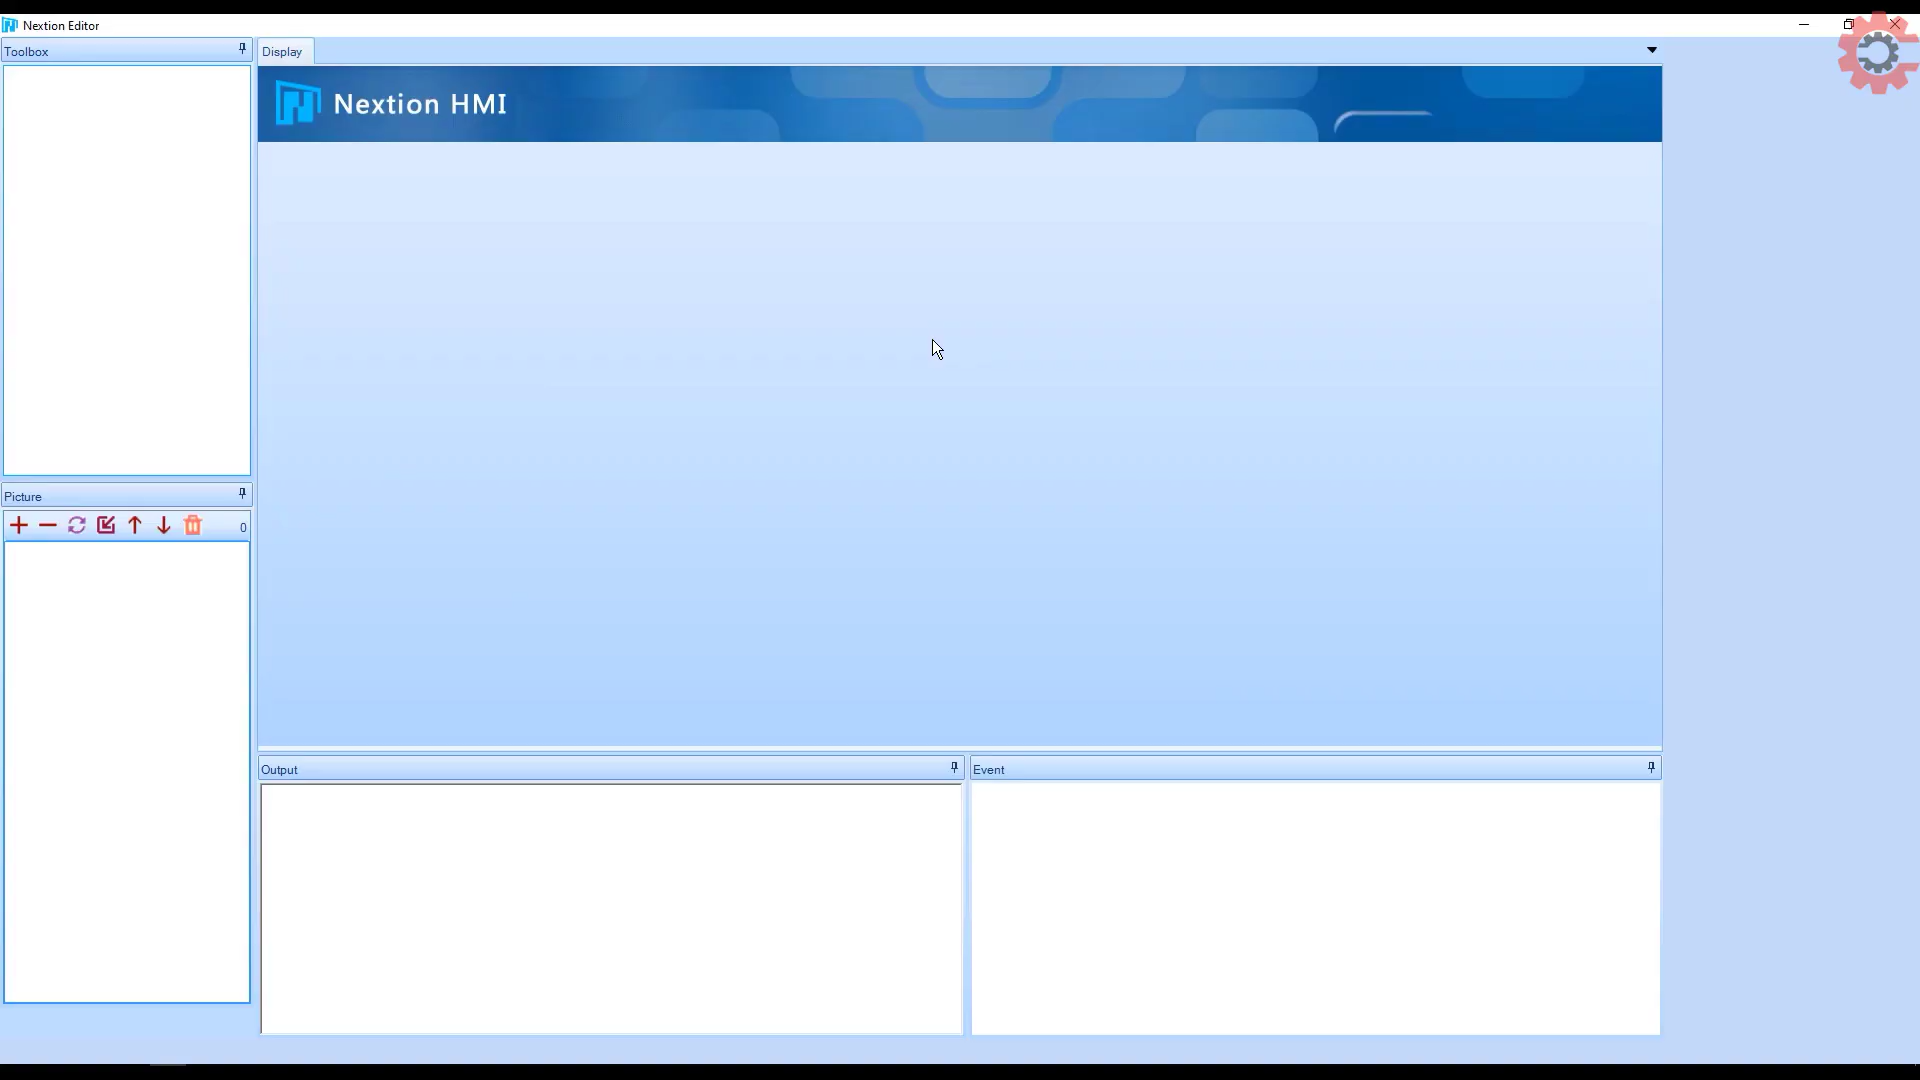 Nextion Editor
Toolbox
Display
Nextion HMI
Picture
0
Output
Event